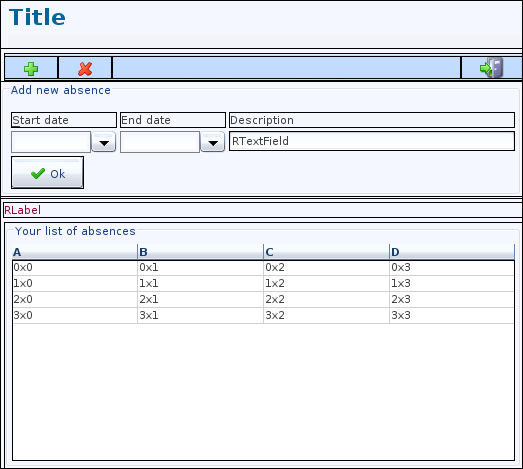 Title
Add new absence
Start date End date Description
RTextField
Ok
RLabel
Your list of absences
A B C D
0x0 0x1 0x2 0x3
1x0 1x1 1x2 1x3
2x0 2x1 2x2 2x3
3x0 3x1 3x2 3x3